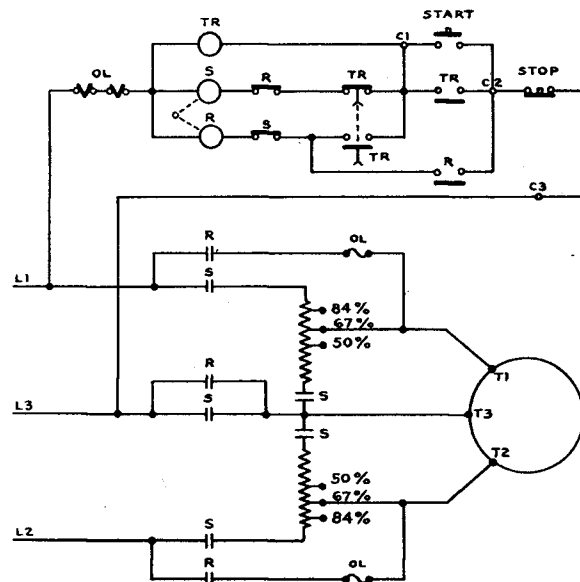 START
TR
C1
S
OL
R
TR
TR
C2
STOP
R
S
TR
R
C3
R
OL
L1
S
84%
67%
50%
R
S
T1
L3
S
T3
S
T2
50%
67%
84%
L2
S
R
OL